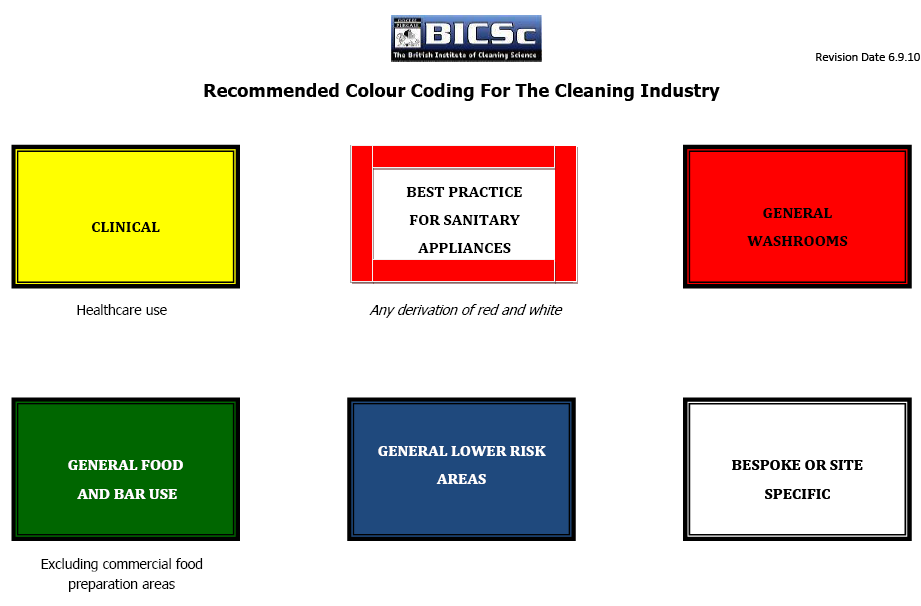 BICSc
The British Institute of Cleaning Science
Revision Date 6.9.10
Recommended Colour Coding For The Cleaning Industry
CLINICAL
Healthcare use
BEST PRACTICE
FOR SANITARY
APPLIANCES
Any derivation of red and white
GENERAL
WASHROOMS
GENERAL FOOD
AND BAR USE
Excluding commercial food
preparation areas
GENERAL LOWER RISK
AREAS
BESPOKE OR SITE
SPECIFIC